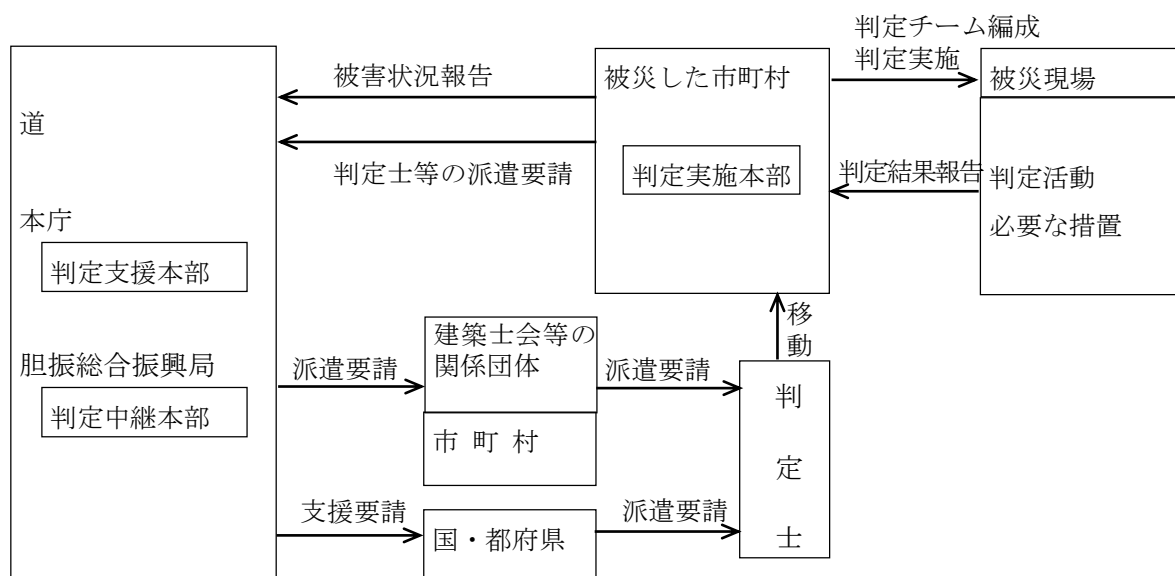 道
本庁
判定支援本部
胆振総合振興局
判定中継本部
被害状況報告
判定士等の派遣要請
被災した市町村
判定実施本部
判定チーム編成
判定実施
被災現場
判定結果報告
判定活動
必要な措置
移動
派遣要請
建築士会等の
関係団体
市 町 村
派遣要請
支援要請
国・都府県
派遣要請
判定士